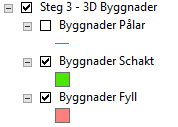 Steg 3 - 3D Byggnader
Byggnader Pålar
Byggnader Schakt
Byggnader Fyll